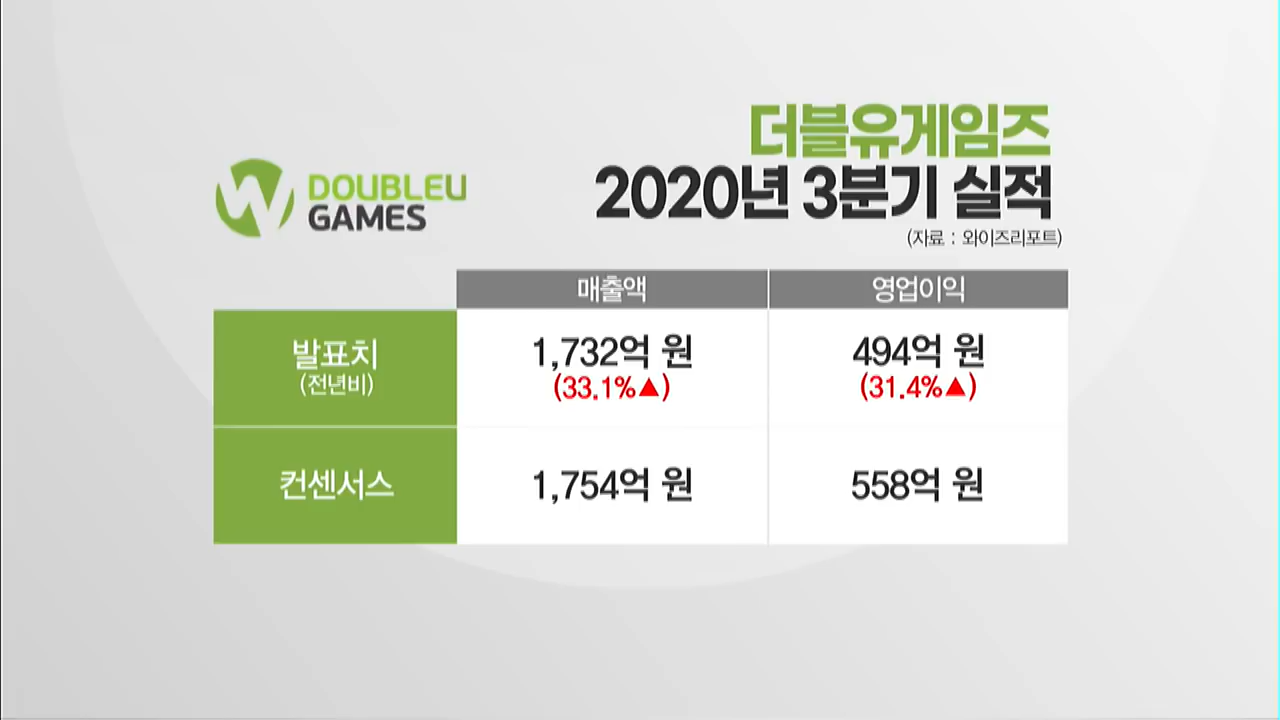 더블유게임즈
DOUBLEU
GAMES
2020년 3분기 실적
(자료 : 와이즈리포트)
매출액 영업이익
발표치 1,732억 원 494억 원
(전년비) (33.1%▲) (31.4%▲)
컨센서스 1,754억 원 558억 원